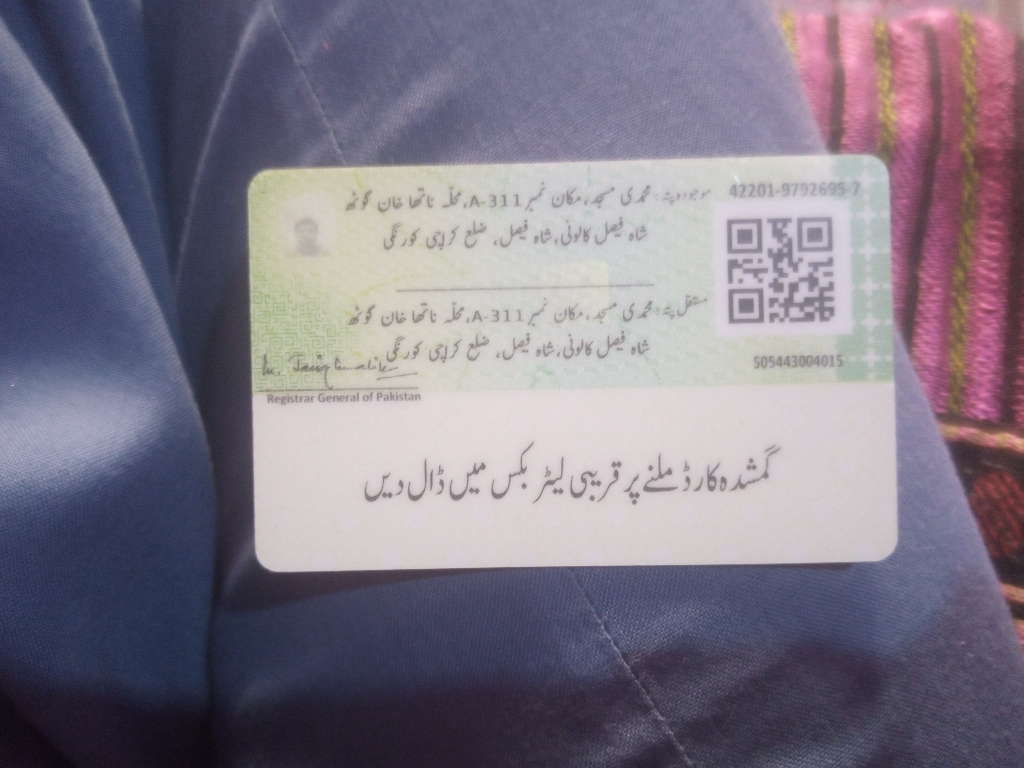 موجودہ پتہ: محمدی مسجد، مکان نمبر A-311، محلّہ ناتھا خان گوٹھ
شاہ فیصل کالونی، شاہ فیصل، ضلع کراچی کورنگی
42201-9792695-7
مستقل پتہ: محمدی مسجد، مکان نمبر A-311، محلّہ ناتھا خان گوٹھ
شاہ فیصل کالونی، شاہ فیصل، ضلع کراچی کورنگی
505443004015
Registrar General of Pakistan
گمشدہ کارڈ ملنے پر قریبی لیٹر بکس میں ڈال دیں